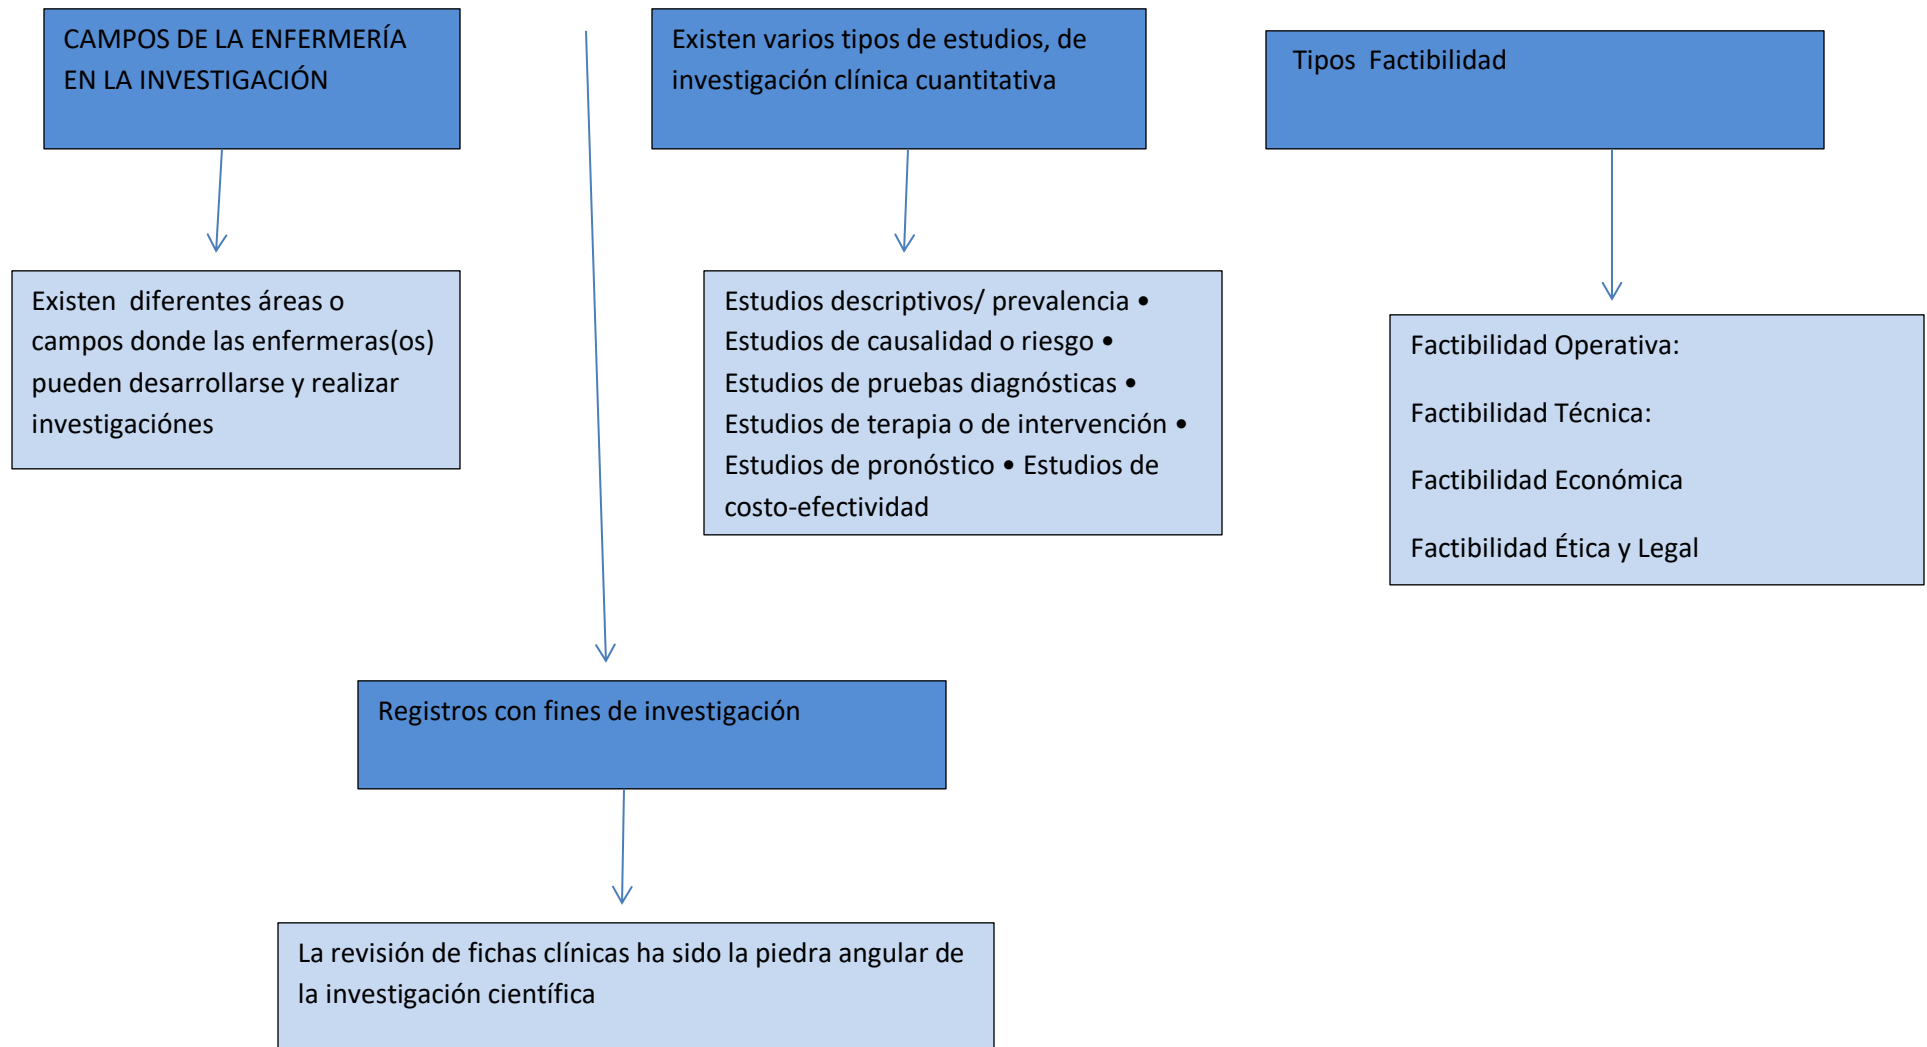 CAMPOS DE LA ENFERMERÍA
EN LA INVESTIGACIÓN
Existen varios tipos de estudios, de
investigación clínica cuantitativa
Tipos  Factibilidad
Existen  diferentes áreas o
campos donde las enfermeras(os)
pueden desarrollarse y realizar
investigaciónes
Estudios descriptivos/ prevalencia •
Estudios de causalidad o riesgo •
Estudios de pruebas diagnósticas •
Estudios de terapia o de intervención •
Estudios de pronóstico • Estudios de
costo-efectividad
Factibilidad Operativa:
Factibilidad Técnica:
Factibilidad Económica
Factibilidad Ética y Legal
Registros con fines de investigación
La revisión de fichas clínicas ha sido la piedra angular de
la investigación científica